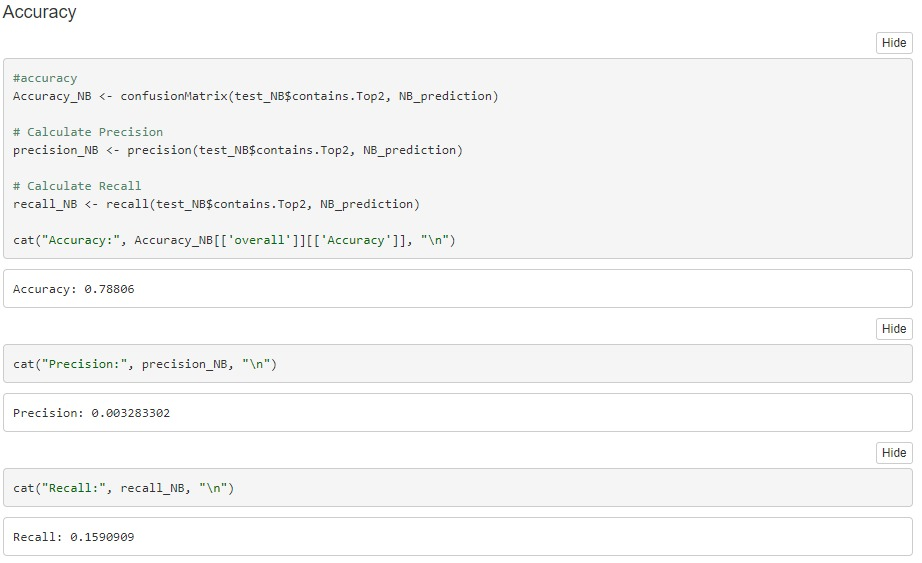 Accuracy
Hide
#accuracy
Accuracy_NB <- confusionMatrix(test_NB$contains.Top2, NB_prediction)
# Calculate Precision
precision_NB <- precision(test_NB$contains.Top2, NB_prediction)
# Calculate Recall
recall_NB <- recall(test_NB$contains.Top2, NB_prediction)
cat("Accuracy:", Accuracy_NB[['overall']][['Accuracy']], "\n")
Accuracy: 0.78806
Hide
cat("Precision:", precision_NB, "\n")
Precision: 0.003283302
Hide
cat("Recall:", recall_NB, "\n")
Recall: 0.1590909